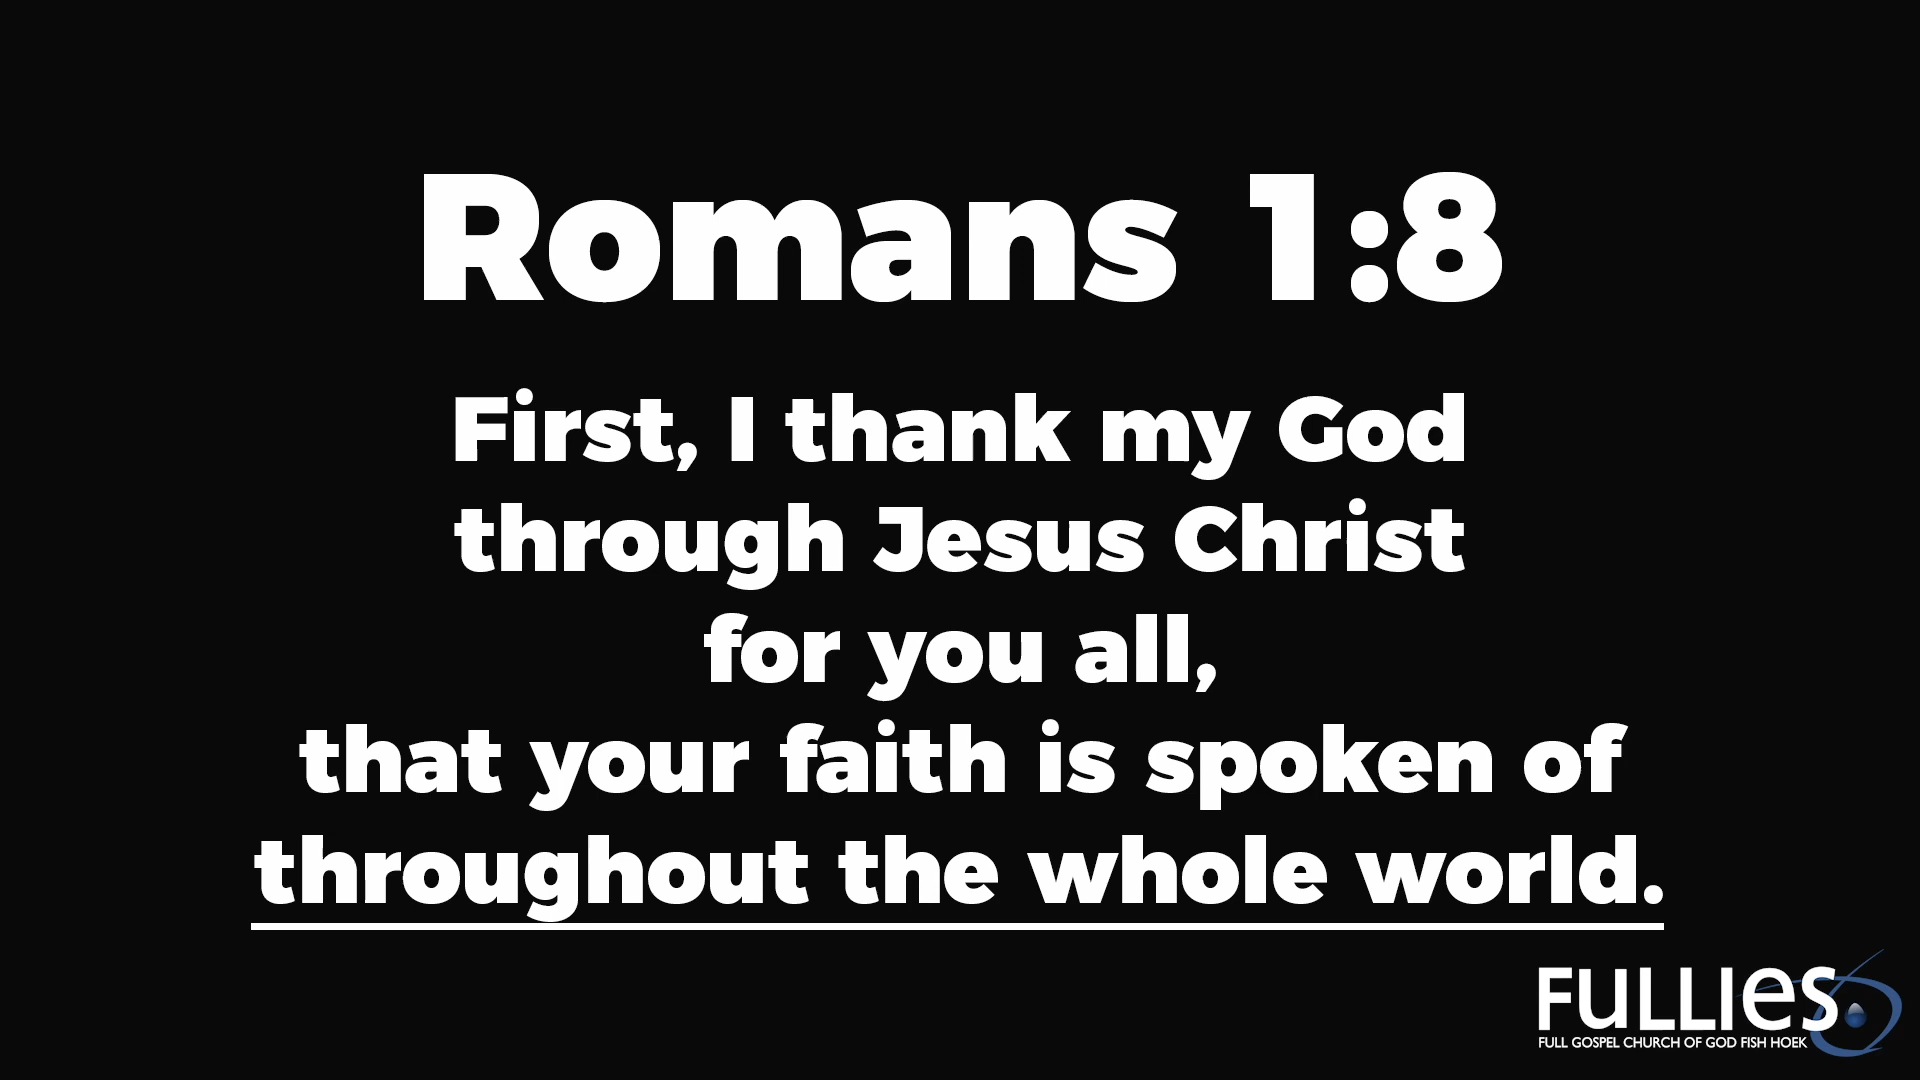 Romans 1:8
First, I thank my God
through Jesus Christ
for you all,
that your faith is spoken of
throughout the whole world.
FuLLIeS
FULL GOSPEL CHURCH OF GOD FISH HOEK